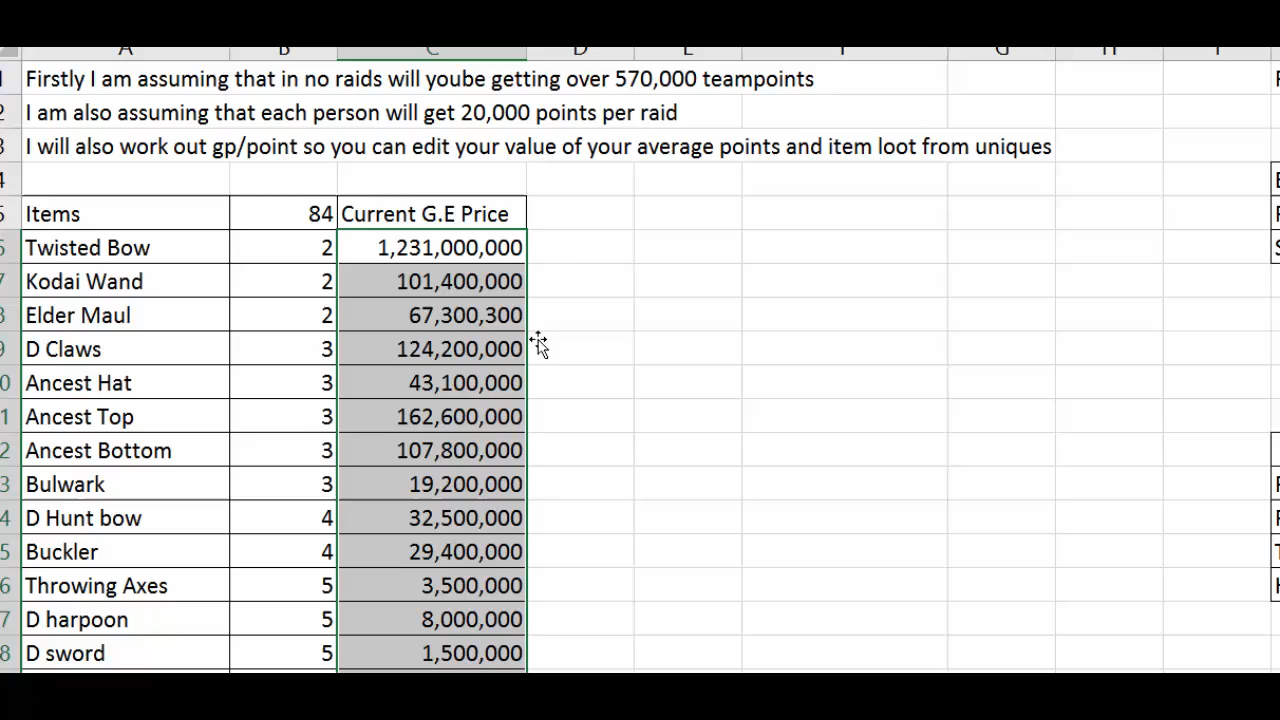 A B C D E F G H I
1 Firstly I am assuming that in no raids will yoube getting over 570,000 teampoints
2 I am also assuming that each person will get 20,000 points per raid
3 I will also work out gp/point so you can edit your value of your average points and item loot from uniques
4
5 Items 84 Current G.E Price
6 Twisted Bow 2 1,231,000,000
7 Kodai Wand 2 101,400,000
8 Elder Maul 2 67,300,300
9 D Claws 3 124,200,000
0 Ancest Hat 3 43,100,000
1 Ancest Top 3 162,600,000
2 Ancest Bottom 3 107,800,000
3 Bulwark 3 19,200,000
4 D Hunt bow 4 32,500,000
5 Buckler 4 29,400,000
6 Throwing Axes 5 3,500,000
7 D harpoon 5 8,000,000
8 D sword 5 1,500,000